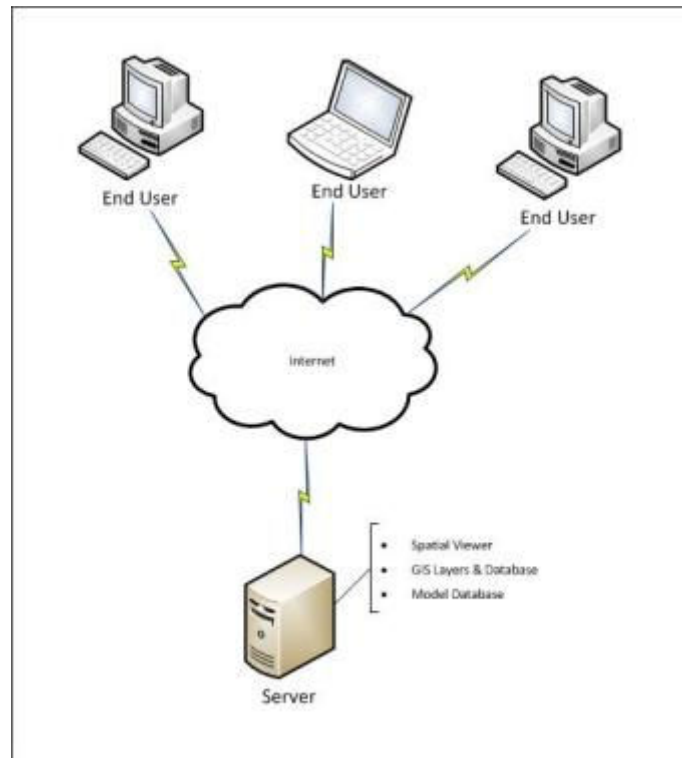 End User
End User
End User
Internet
• Spatial Viewer
• GIS Layers & Database
• Model Database
Server